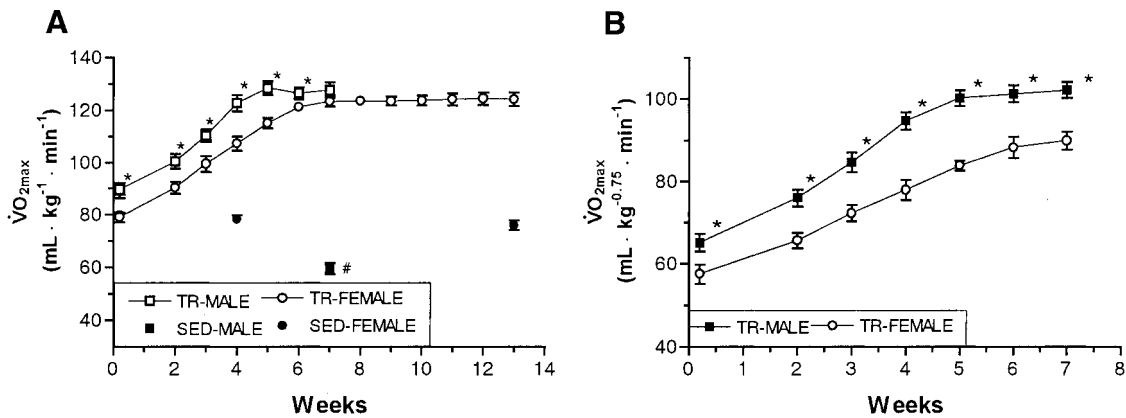 A
V̇O2max
(mL · kg-1 · min-1)
140
120
100
80
60
40
* * * * * *
#
TR-MALE TR-FEMALE
SED-MALE SED-FEMALE
0 2 4 6 8 10 12 14
Weeks
B
V̇O2max
(mL · kg-0.75 · min-1)
100
80
60
40
* * * * * * *
TR-MALE TR-FEMALE
0 1 2 3 4 5 6 7 8
Weeks